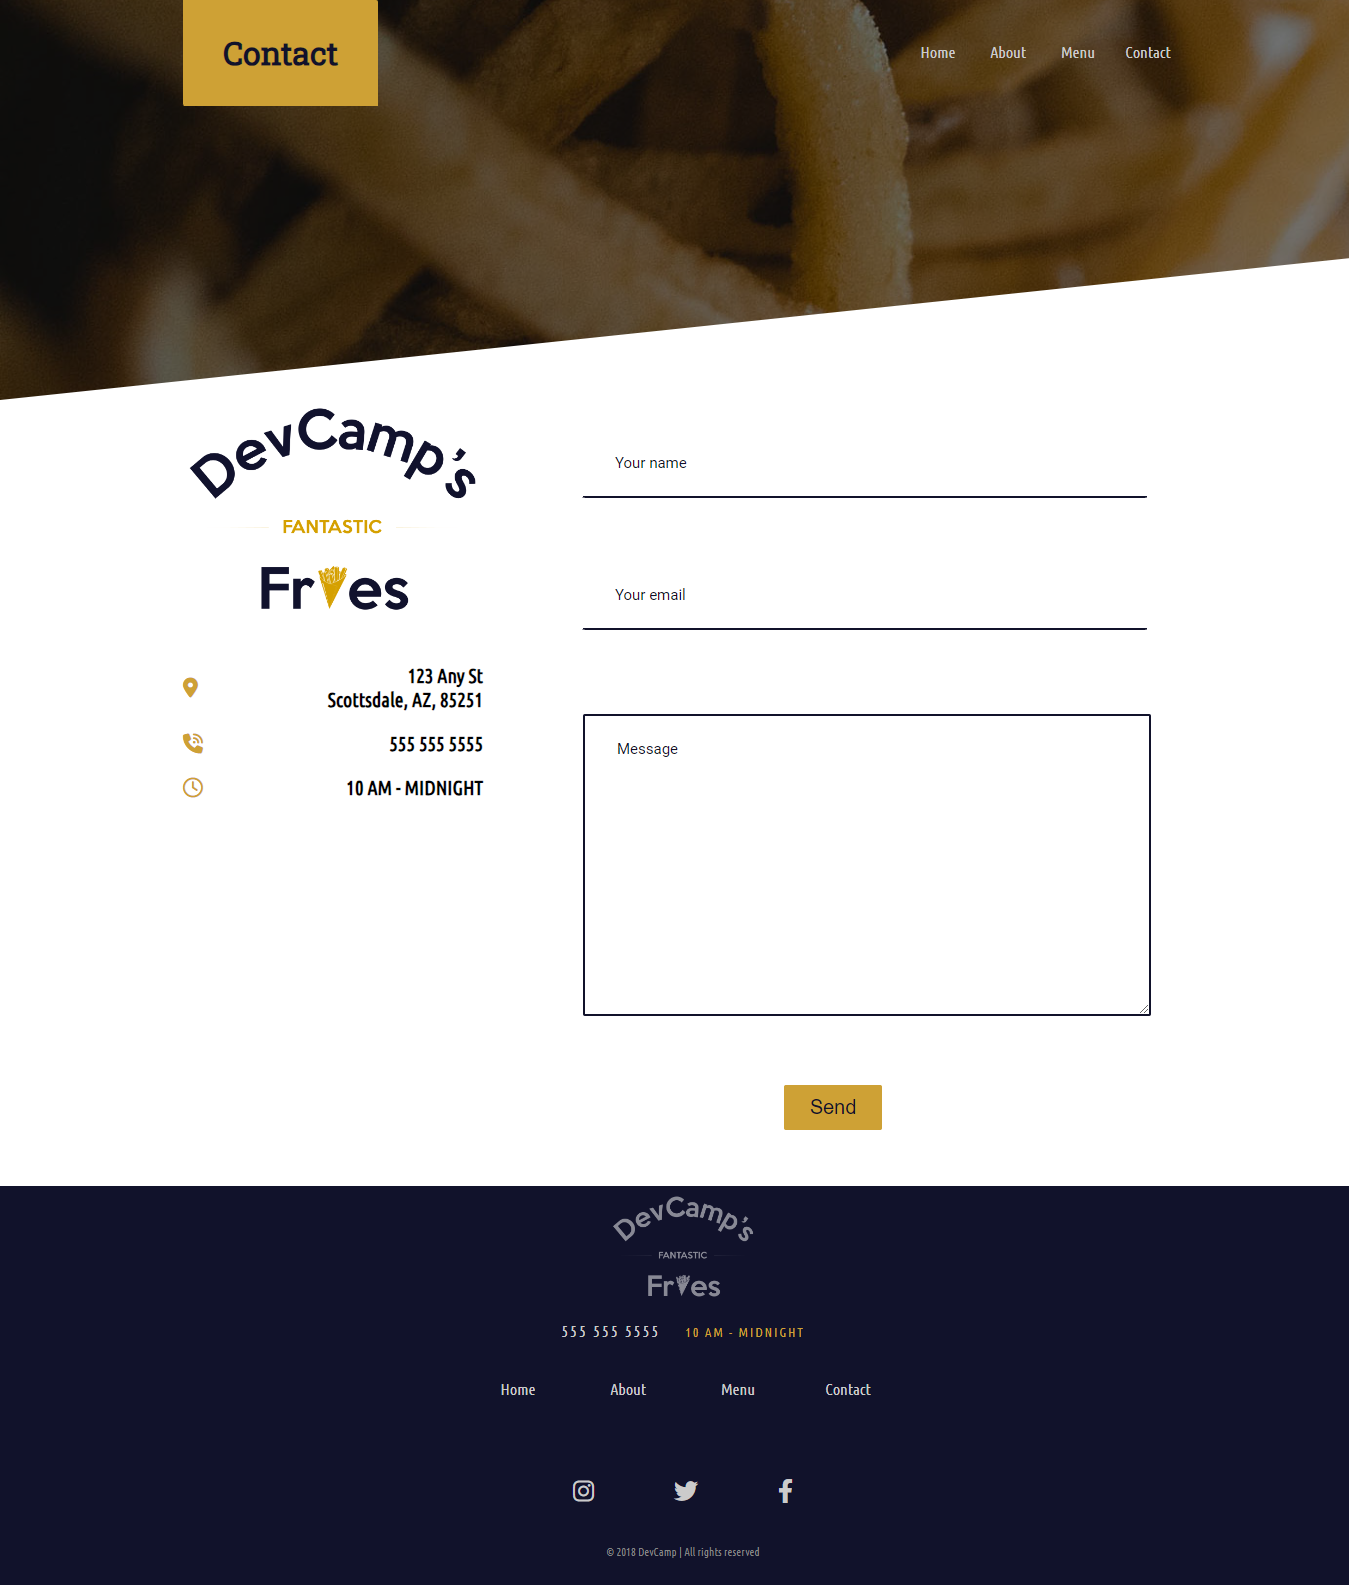 Contact
Home About Menu Contact
DevCamp's
FANTASTIC
Fries
Your name
Your email
123 Any St
Scottsdale, AZ, 85251
555 555 5555
10 AM - MIDNIGHT
Message
Send
DevCamp's
FANTASTIC
Fries
555 555 5555 10 AM - MIDNIGHT
Home About Menu Contact
© 2018 DevCamp | All rights reserved